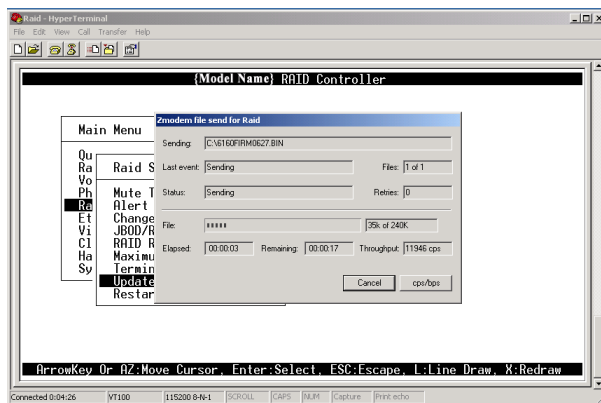 Raid - HyperTerminal
File Edit View Call Transfer Help
{Model Name} RAID Controller
Main Menu
Zmodem file send for Raid
Sending: C:\6160FIRM0627.BIN
Last event: Sending Files: 1 of 1
Status: Sending Retries: 0
File: 35k of 240K
Elapsed: 00:00:03 Remaining: 00:00:17 Throughput: 11946 cps
Cancel cps/bps
Qu
Ra
Vo
Ph
Ra
Et
Vi
Cl
Ha
Sy
Raid S
Mute T
Alert
Change
JBOD/R
RAID R
Maximu
Termin
Update
Restar
ArrowKey Or AZ:Move Cursor, Enter:Select, ESC:Escape, L:Line Draw, X:Redraw
Connected 0:04:26 VT100 115200 8-N-1 SCROLL CAPS NUM Capture Print echo